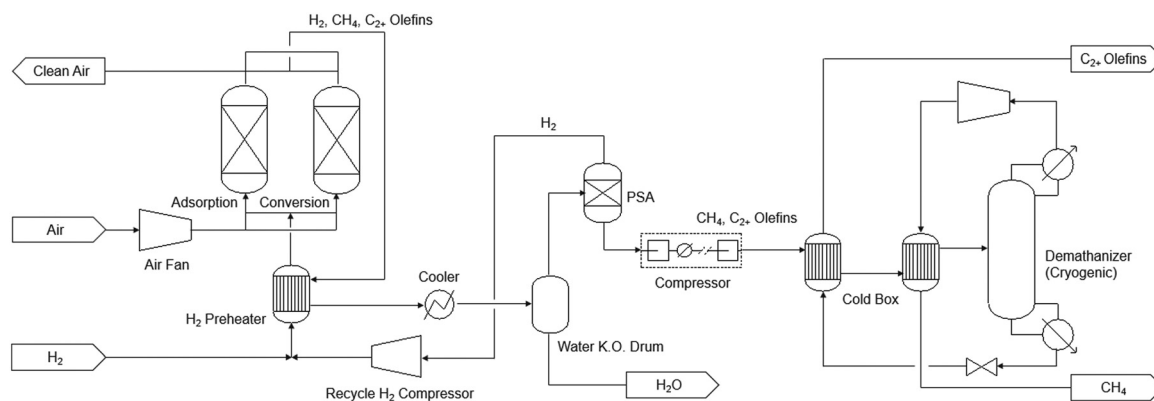 H₂, CH₄, C₂₊ Olefins
C₂₊ Olefins
Clean Air
H₂
Adsorption
Conversion
PSA
CH₄, C₂₊ Olefins
Air
Air Fan
Cooler
Compressor
Cold Box
Demathanizer
(Cryogenic)
H₂ Preheater
Water K.O. Drum
H₂
Recycle H₂ Compressor
H₂O
CH₄